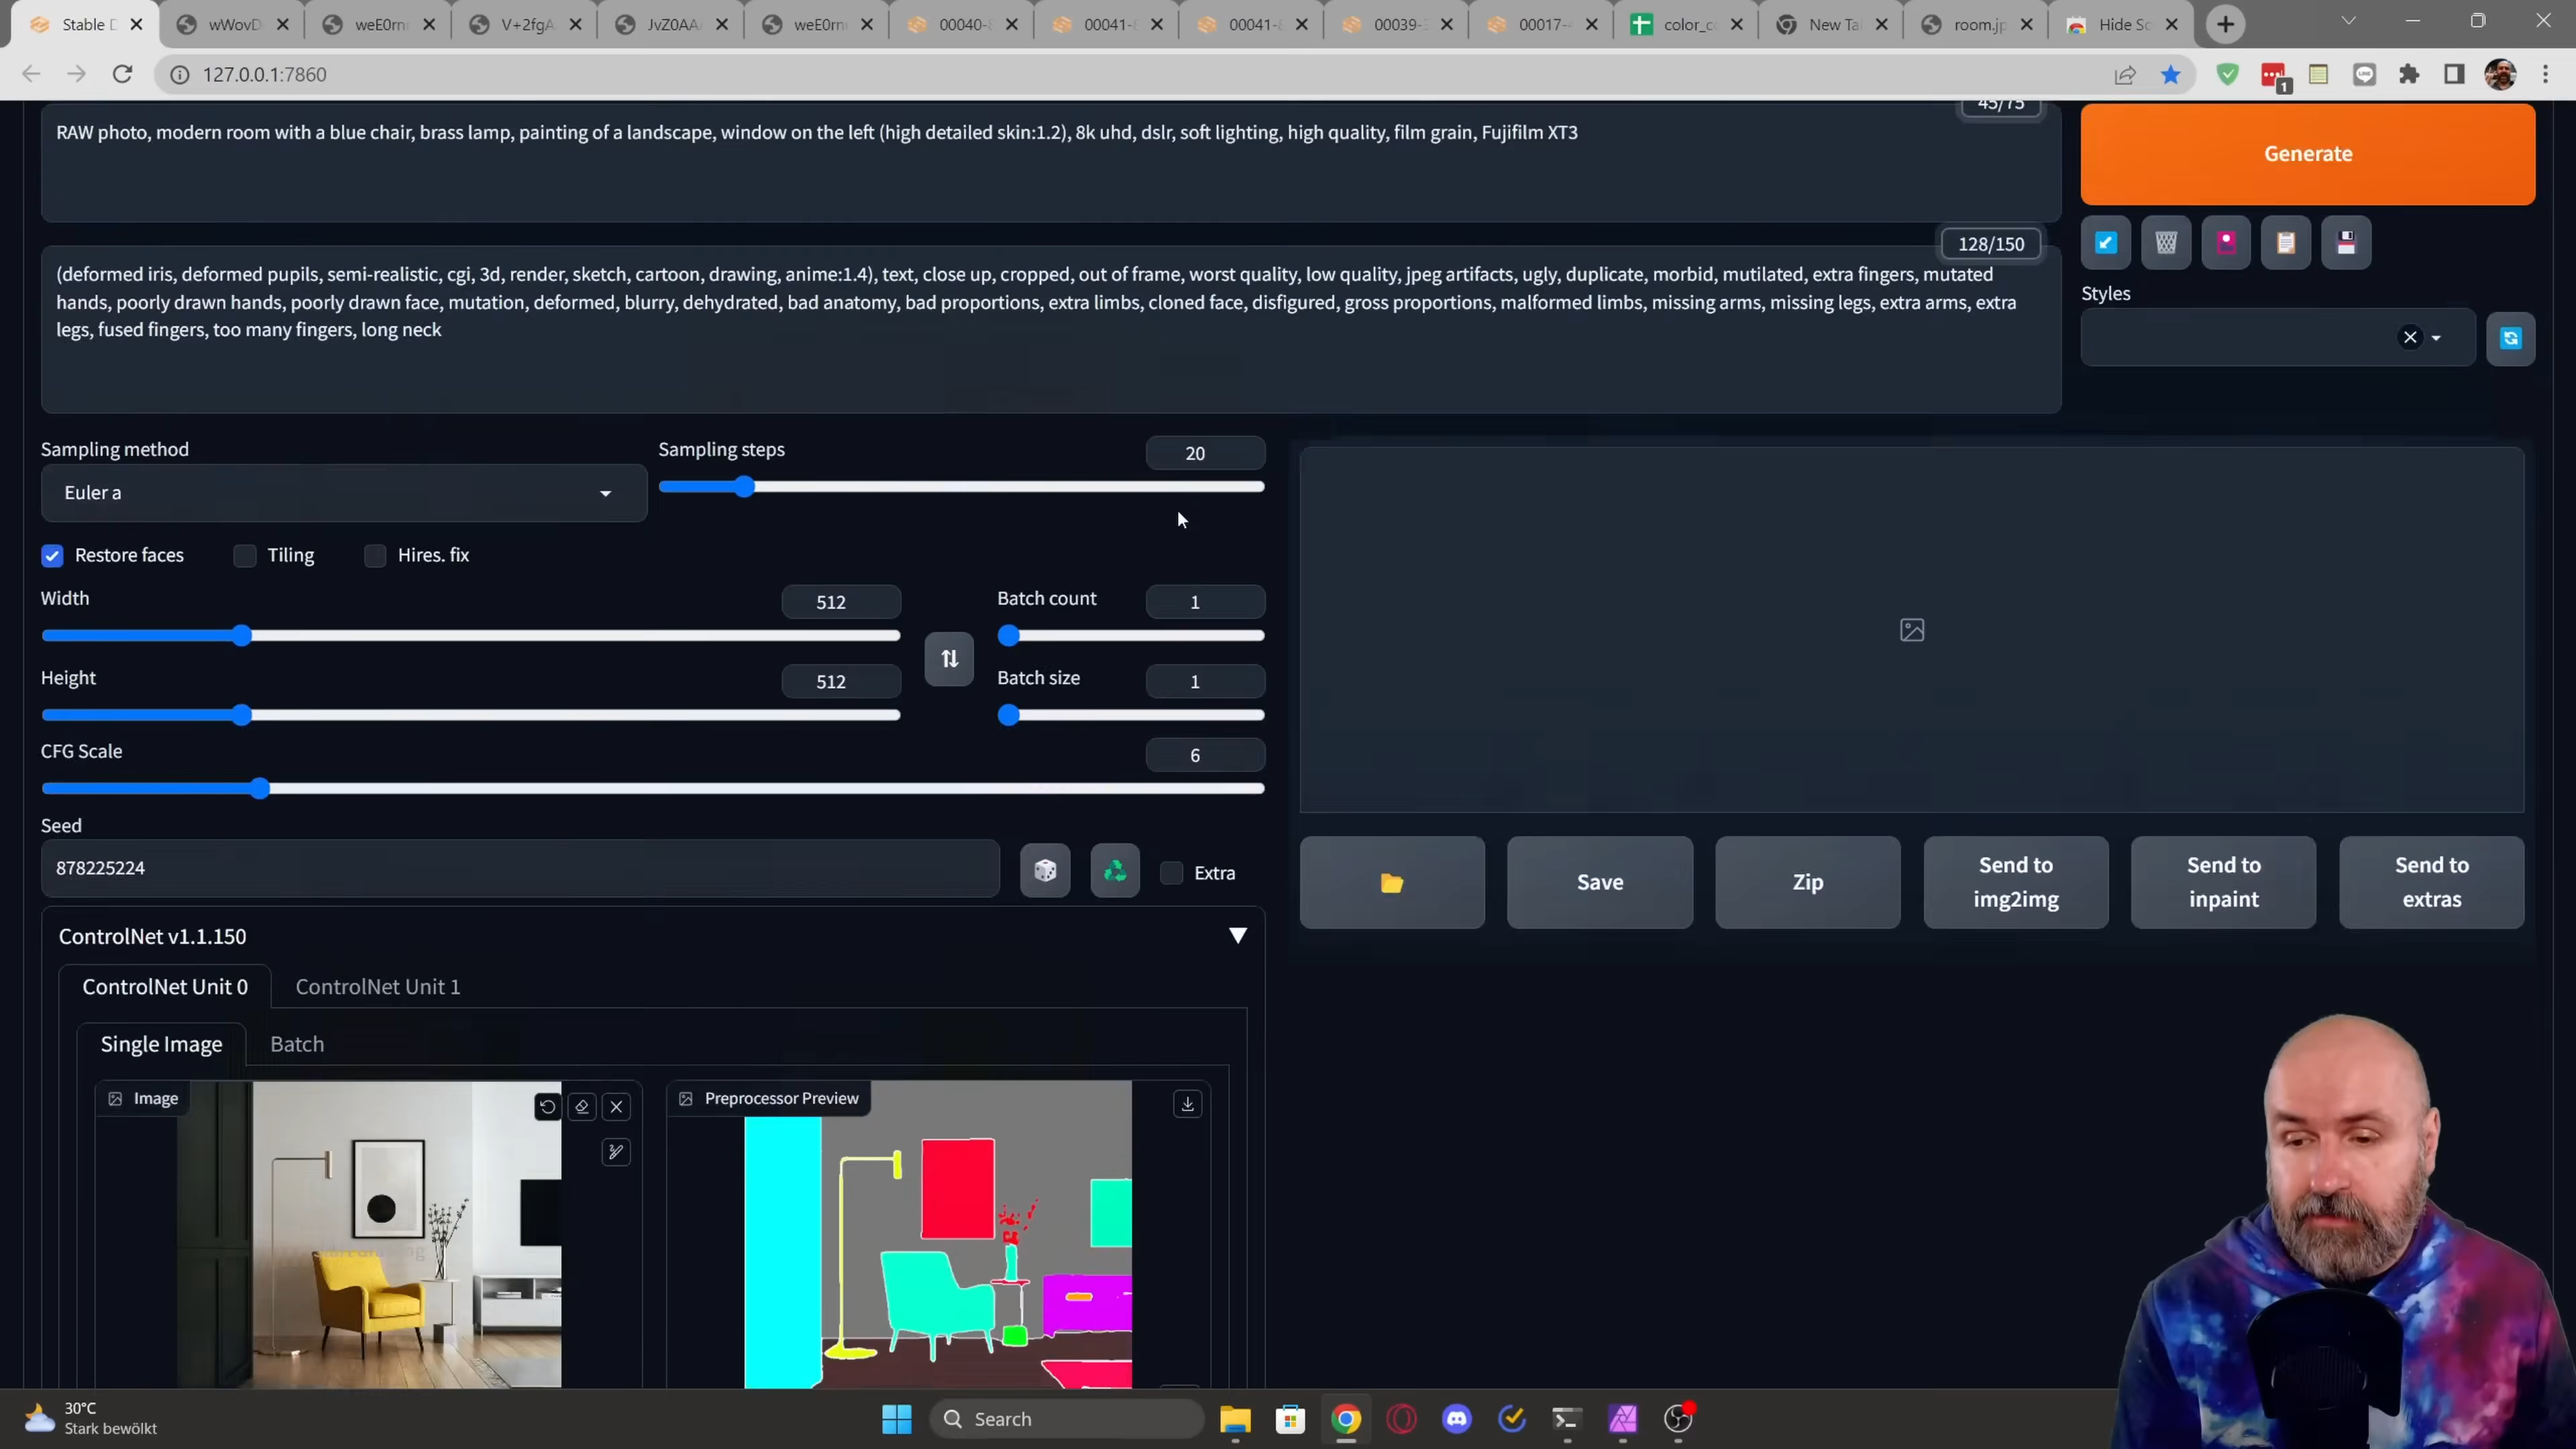 Stable D
wWovD
weE0rn
V+2fgA
JvZ0AA
weE0rn
00040-
00041-
00041-
00039-
00017-
color_c
New Ta
room.jp
Hide Sc
127.0.0.1:7860
1
45/75
RAW photo, modern room with a blue chair, brass lamp, painting of a landscape, window on the left (high detailed skin:1.2), 8k uhd, dslr, soft lighting, high quality, film grain, Fujifilm XT3
Generate
128/150
(deformed iris, deformed pupils, semi-realistic, cgi, 3d, render, sketch, cartoon, drawing, anime:1.4), text, close up, cropped, out of frame, worst quality, low quality, jpeg artifacts, ugly, duplicate, morbid, mutilated, extra fingers, mutated
hands, poorly drawn hands, poorly drawn face, mutation, deformed, blurry, dehydrated, bad anatomy, bad proportions, extra limbs, cloned face, disfigured, gross proportions, malformed limbs, missing arms, missing legs, extra arms, extra
legs, fused fingers, too many fingers, long neck
Styles
Sampling method
Euler a
Sampling steps
20
Restore faces
Tiling
Hires. fix
Width
512
Batch count
1
Height
512
Batch size
1
CFG Scale
6
Seed
878225224
Extra
Save
Zip
Send to
img2img
Send to
inpaint
Send to
extras
ControlNet v1.1.150
ControlNet Unit 0
ControlNet Unit 1
Single Image
Batch
Image
Preprocessor Preview
30°C
Stark bewölkt
Search